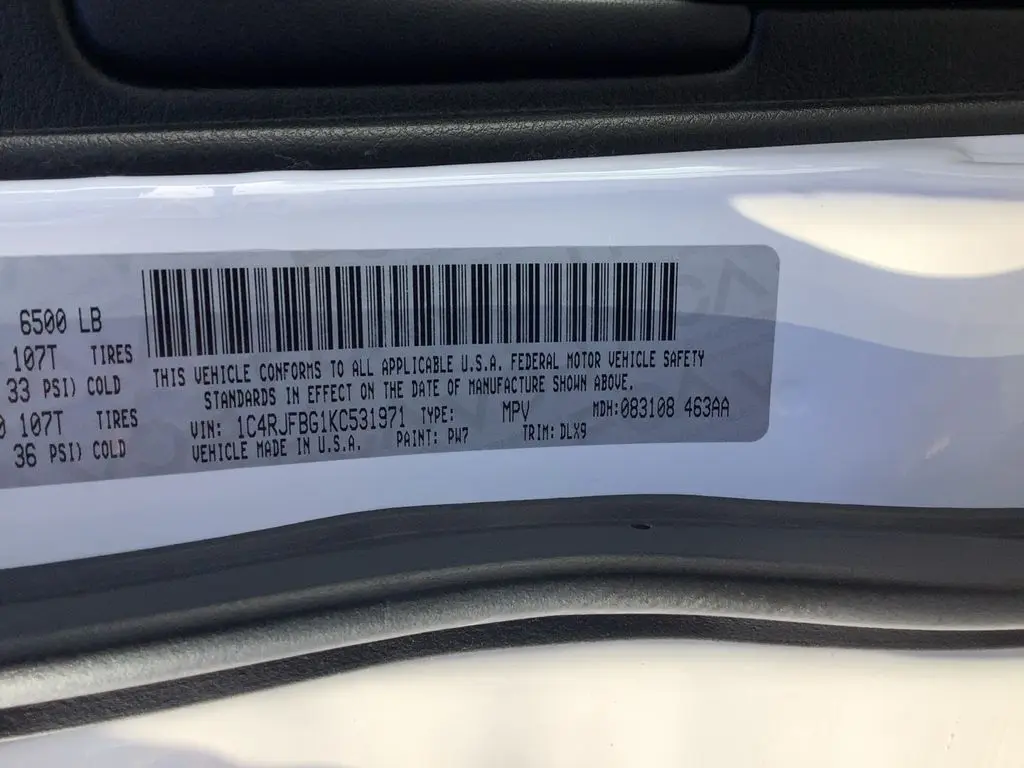 6500 LB
107T TIRES
33 PSI) COLD
0 107T TIRES
36 PSI) COLD
THIS VEHICLE CONFORMS TO ALL APPLICABLE U.S.A. FEDERAL MOTOR VEHICLE SAFETY
STANDARDS IN EFFECT ON THE DATE OF MANUFACTURE SHOWN ABOVE.
VIN: 1C4RJFBG1KC531971 TYPE: MPV MDH:083108 463AA
VEHICLE MADE IN U.S.A. PAINT: PW7 TRIM: DLX9